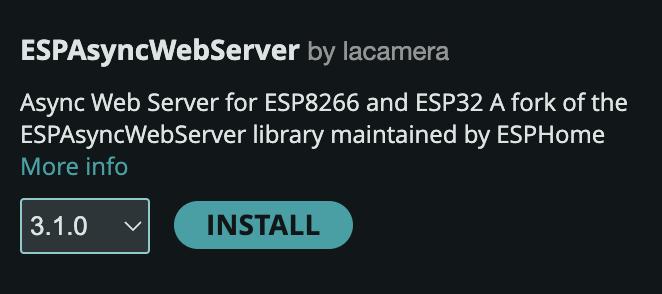 ESPAsyncWebServer by lacamera
Async Web Server for ESP8266 and ESP32 A fork of the
ESPAsyncWebServer library maintained by ESPHome
More info
3.1.0
INSTALL